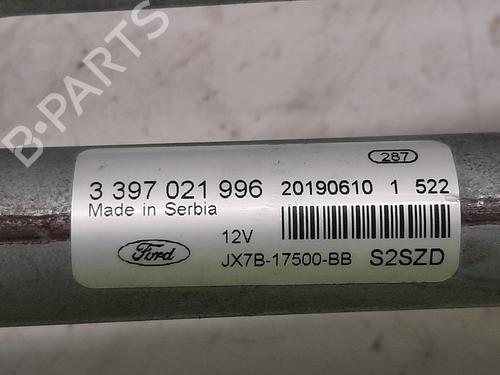 B-PARTS
287
3 397 021 996 20190610 1 522
Made in Serbia
Ford
12V
JX7B-17500-BB S2SZD